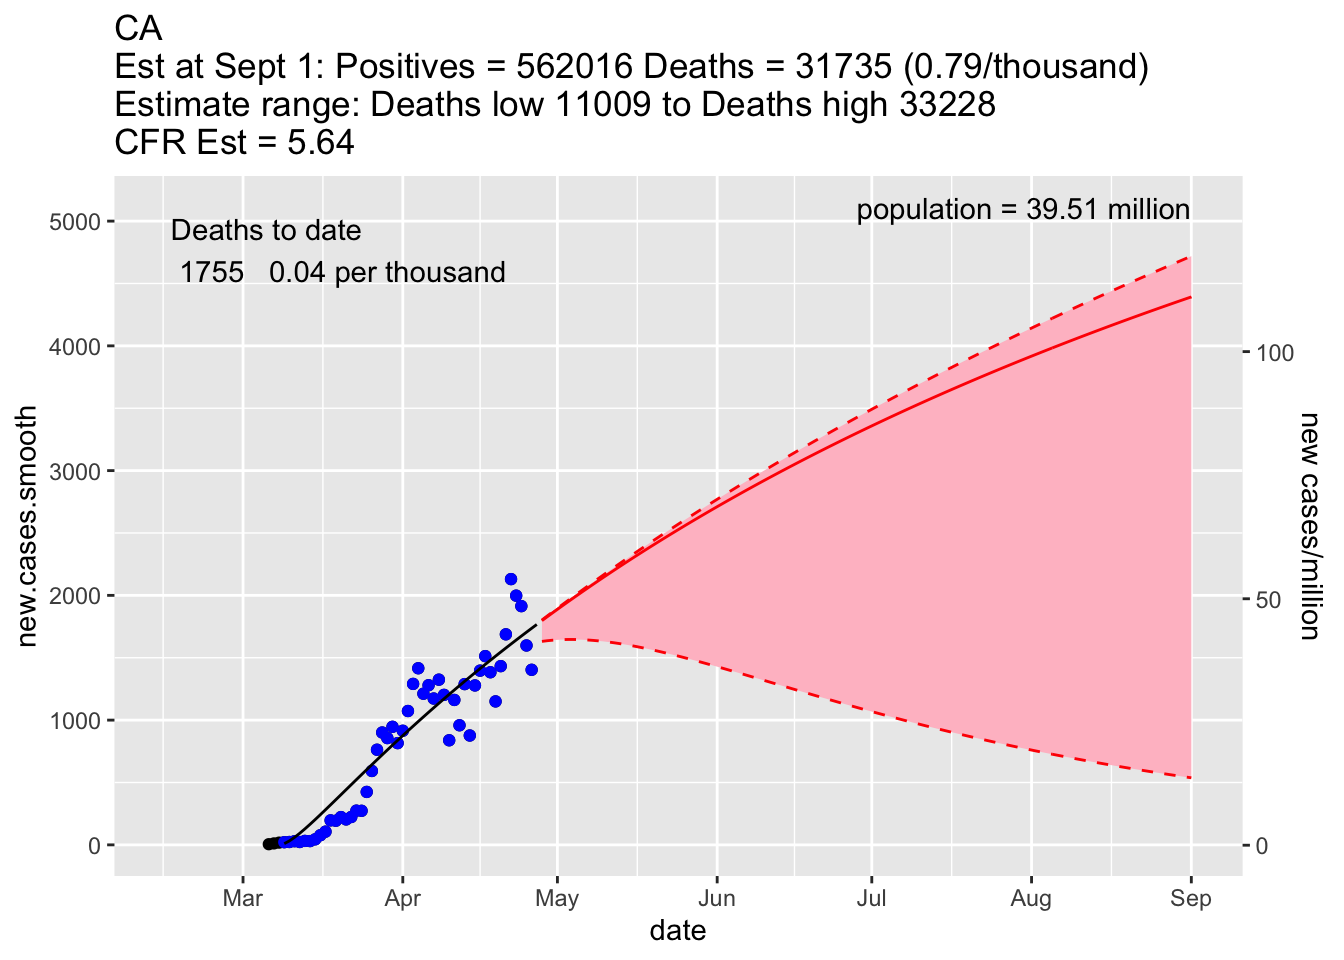 CA
Est at Sept 1: Positives = 562016 Deaths = 31735 (0.79/thousand)
Estimate range: Deaths low 11009 to Deaths high 33228
CFR Est = 5.64
population = 39.51 million
Deaths to date
1755 0.04 per thousand
5000
4000
3000
2000
1000
0
new.cases.smooth
100
50
0
new cases/million
Mar Apr May Jun Jul Aug Sep
date